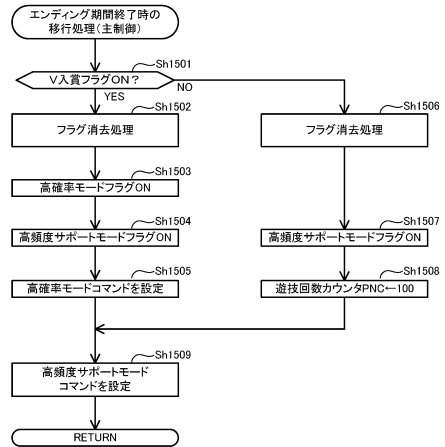 エンディング期間終了時の
移行処理(主制御)
Sh1501
V入賞フラグON?
YES
NO
Sh1502
フラグ消去処理
Sh1503
高確率モードフラグON
Sh1504
高頻度サポートモードフラグON
Sh1505
高確率モードコマンドを設定
Sh1506
フラグ消去処理
Sh1507
高頻度サポートモードフラグON
Sh1508
遊技回数カウンタPNC←100
Sh1509
高頻度サポートモード
コマンドを設定
RETURN